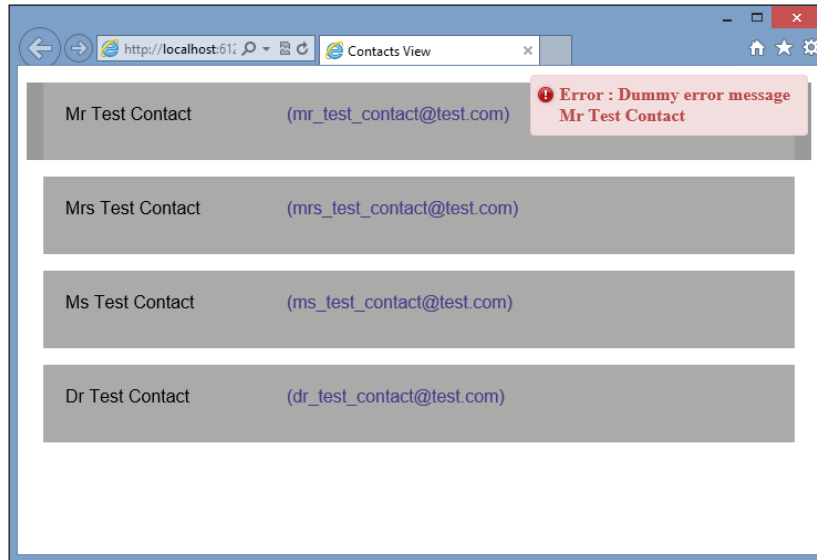 http://localhost:612
Contacts View
Error : Dummy error message
Mr Test Contact
Mr Test Contact (mr_test_contact@test.com)
Mrs Test Contact (mrs_test_contact@test.com)
Ms Test Contact (ms_test_contact@test.com)
Dr Test Contact (dr_test_contact@test.com)